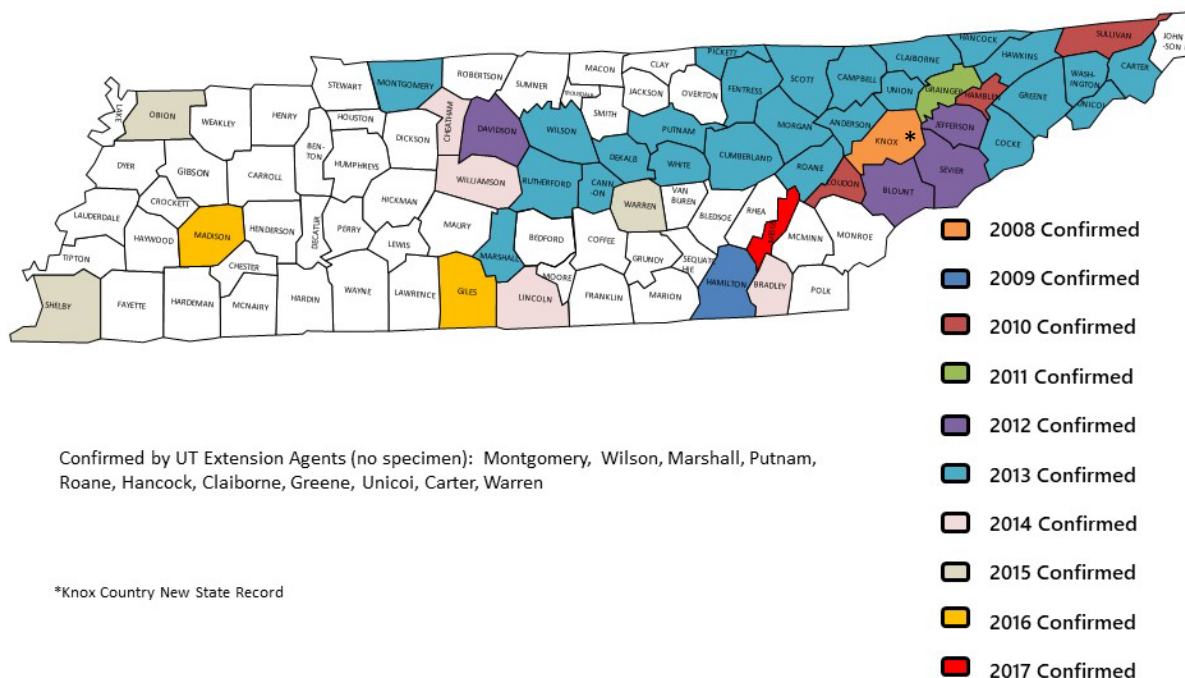 HANCOCK
SULLIVAN
JOHN
-SON
PICKETT
CLAIBORNE
HAWKINS
MACON
CLAY
ROBERTSON
SUMNER
SCOTT
CAMPBELL
WASH-
INGTON
CARTER
STEWART
MONTGOMERY
UNION
GRAINGER
HAMBLEN
GREENE
UNICOI
JACKSON
OVERTON
FENTRESS
LAKE
OBION
WEAKLEY
HENRY
HOUSTON
CHEATHAM
SMITH
MORGAN
ANDERSON
DAVIDSON
WILSON
PUTNAM
KNOX
*
JEFFERSON
DICKSON
BEN-
TON
HUMPHREYS
DEKALB
WHITE
CUMBERLAND
ROANE
COCKE
DYER
GIBSON
CARROLL
WILLIAMSON
RUTHERFORD
CANN-
ON
LOUDON
BLOUNT
SEVIER
CROCKETT
HICKMAN
WARREN
VAN
BUREN
BLEDSOE
RHEA
LAUDERDALE
HAYWOOD
MADISON
HENDERSON
DECATUR
PERRY
LEWIS
MAURY
BEDFORD
COFFEE
MCMINN
MONROE
TIPTON
CHESTER
MARSHALL
GRUNDY
SEQUAT
HIE
MOORE
SHELBY
FAYETTE
HARDEMAN
MCNAIRY
HARDIN
WAYNE
LAWRENCE
GILES
LINCOLN
FRANKLIN
MARION
HAMILTON
BRADLEY
POLK
2008 Confirmed
2009 Confirmed
2010 Confirmed
2011 Confirmed
2012 Confirmed
2013 Confirmed
2014 Confirmed
2015 Confirmed
2016 Confirmed
2017 Confirmed
Confirmed by UT Extension Agents (no specimen): Montgomery, Wilson, Marshall, Putnam,
Roane, Hancock, Claiborne, Greene, Unicoi, Carter, Warren
*Knox Country New State Record